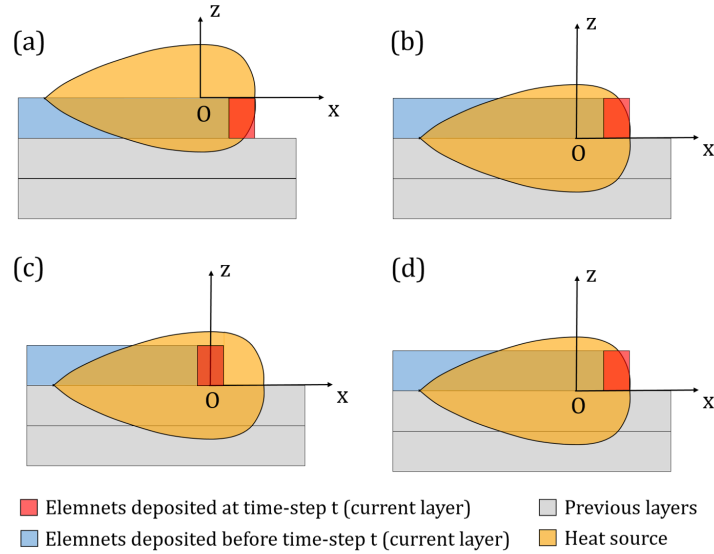 (a)
z
O
x
(b)
z
O
x
(c)
z
O
x
(d)
z
O
x
Elemnets deposited at time-step t (current layer)
Previous layers
Elemnets deposited before time-step t (current layer)
Heat source